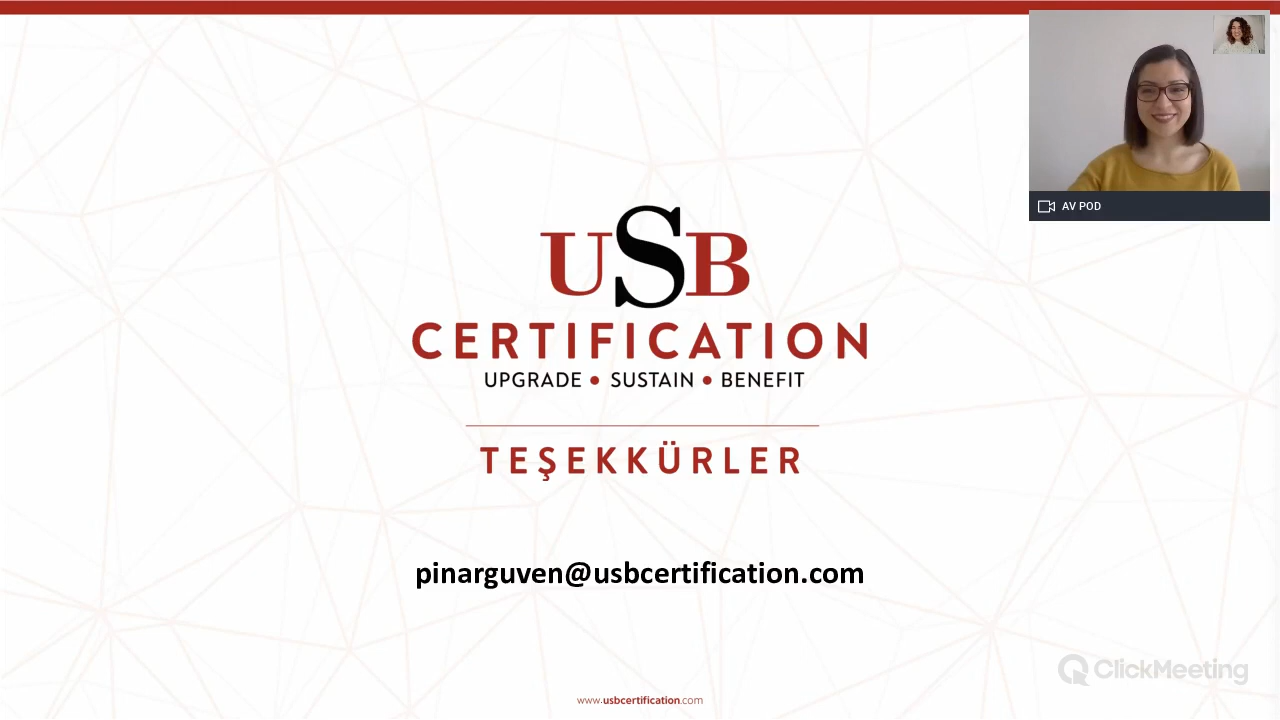 AV POD
USB
CERTIFICATION
UPGRADE • SUSTAIN • BENEFIT
TEŞEKKÜRLER
pinarguven@usbcertification.com
ClickMeeting
www.usbcertification.com